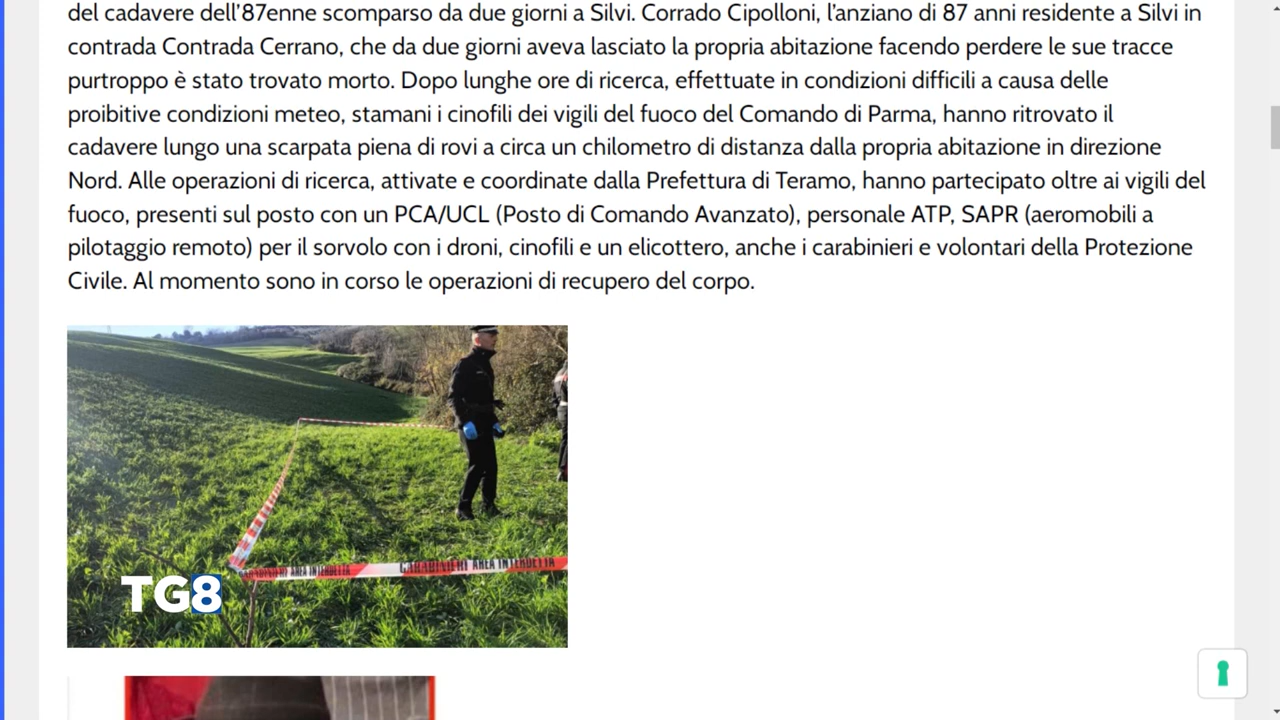 del cadavere dell’87enne scomparso da due giorni a Silvi. Corrado Cipolloni, l’anziano di 87 anni residente a Silvi in
contrada Contrada Cerrano, che da due giorni aveva lasciato la propria abitazione facendo perdere le sue tracce
purtroppo è stato trovato morto. Dopo lunghe ore di ricerca, effettuate in condizioni difficili a causa delle
proibitive condizioni meteo, stamani i cinofili dei vigili del fuoco del Comando di Parma, hanno ritrovato il
cadavere lungo una scarpata piena di rovi a circa un chilometro di distanza dalla propria abitazione in direzione
Nord. Alle operazioni di ricerca, attivate e coordinate dalla Prefettura di Teramo, hanno partecipato oltre ai vigili del
fuoco, presenti sul posto con un PCA/UCL (Posto di Comando Avanzato), personale ATP, SAPR (aeromobili a
pilotaggio remoto) per il sorvolo con i droni, cinofili e un elicottero, anche i carabinieri e volontari della Protezione
Civile. Al momento sono in corso le operazioni di recupero del corpo.
CARABINIERI AREA INTERDETTA CARABINIERI AREA INTERDETTA
TG8